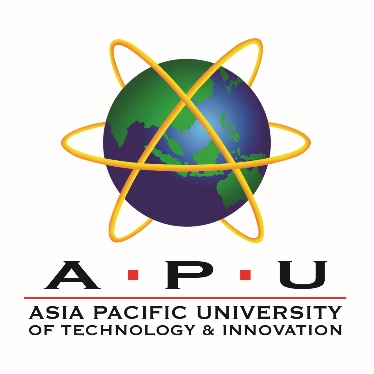 A · P · U
ASIA PACIFIC UNIVERSITY
OF TECHNOLOGY & INNOVATION